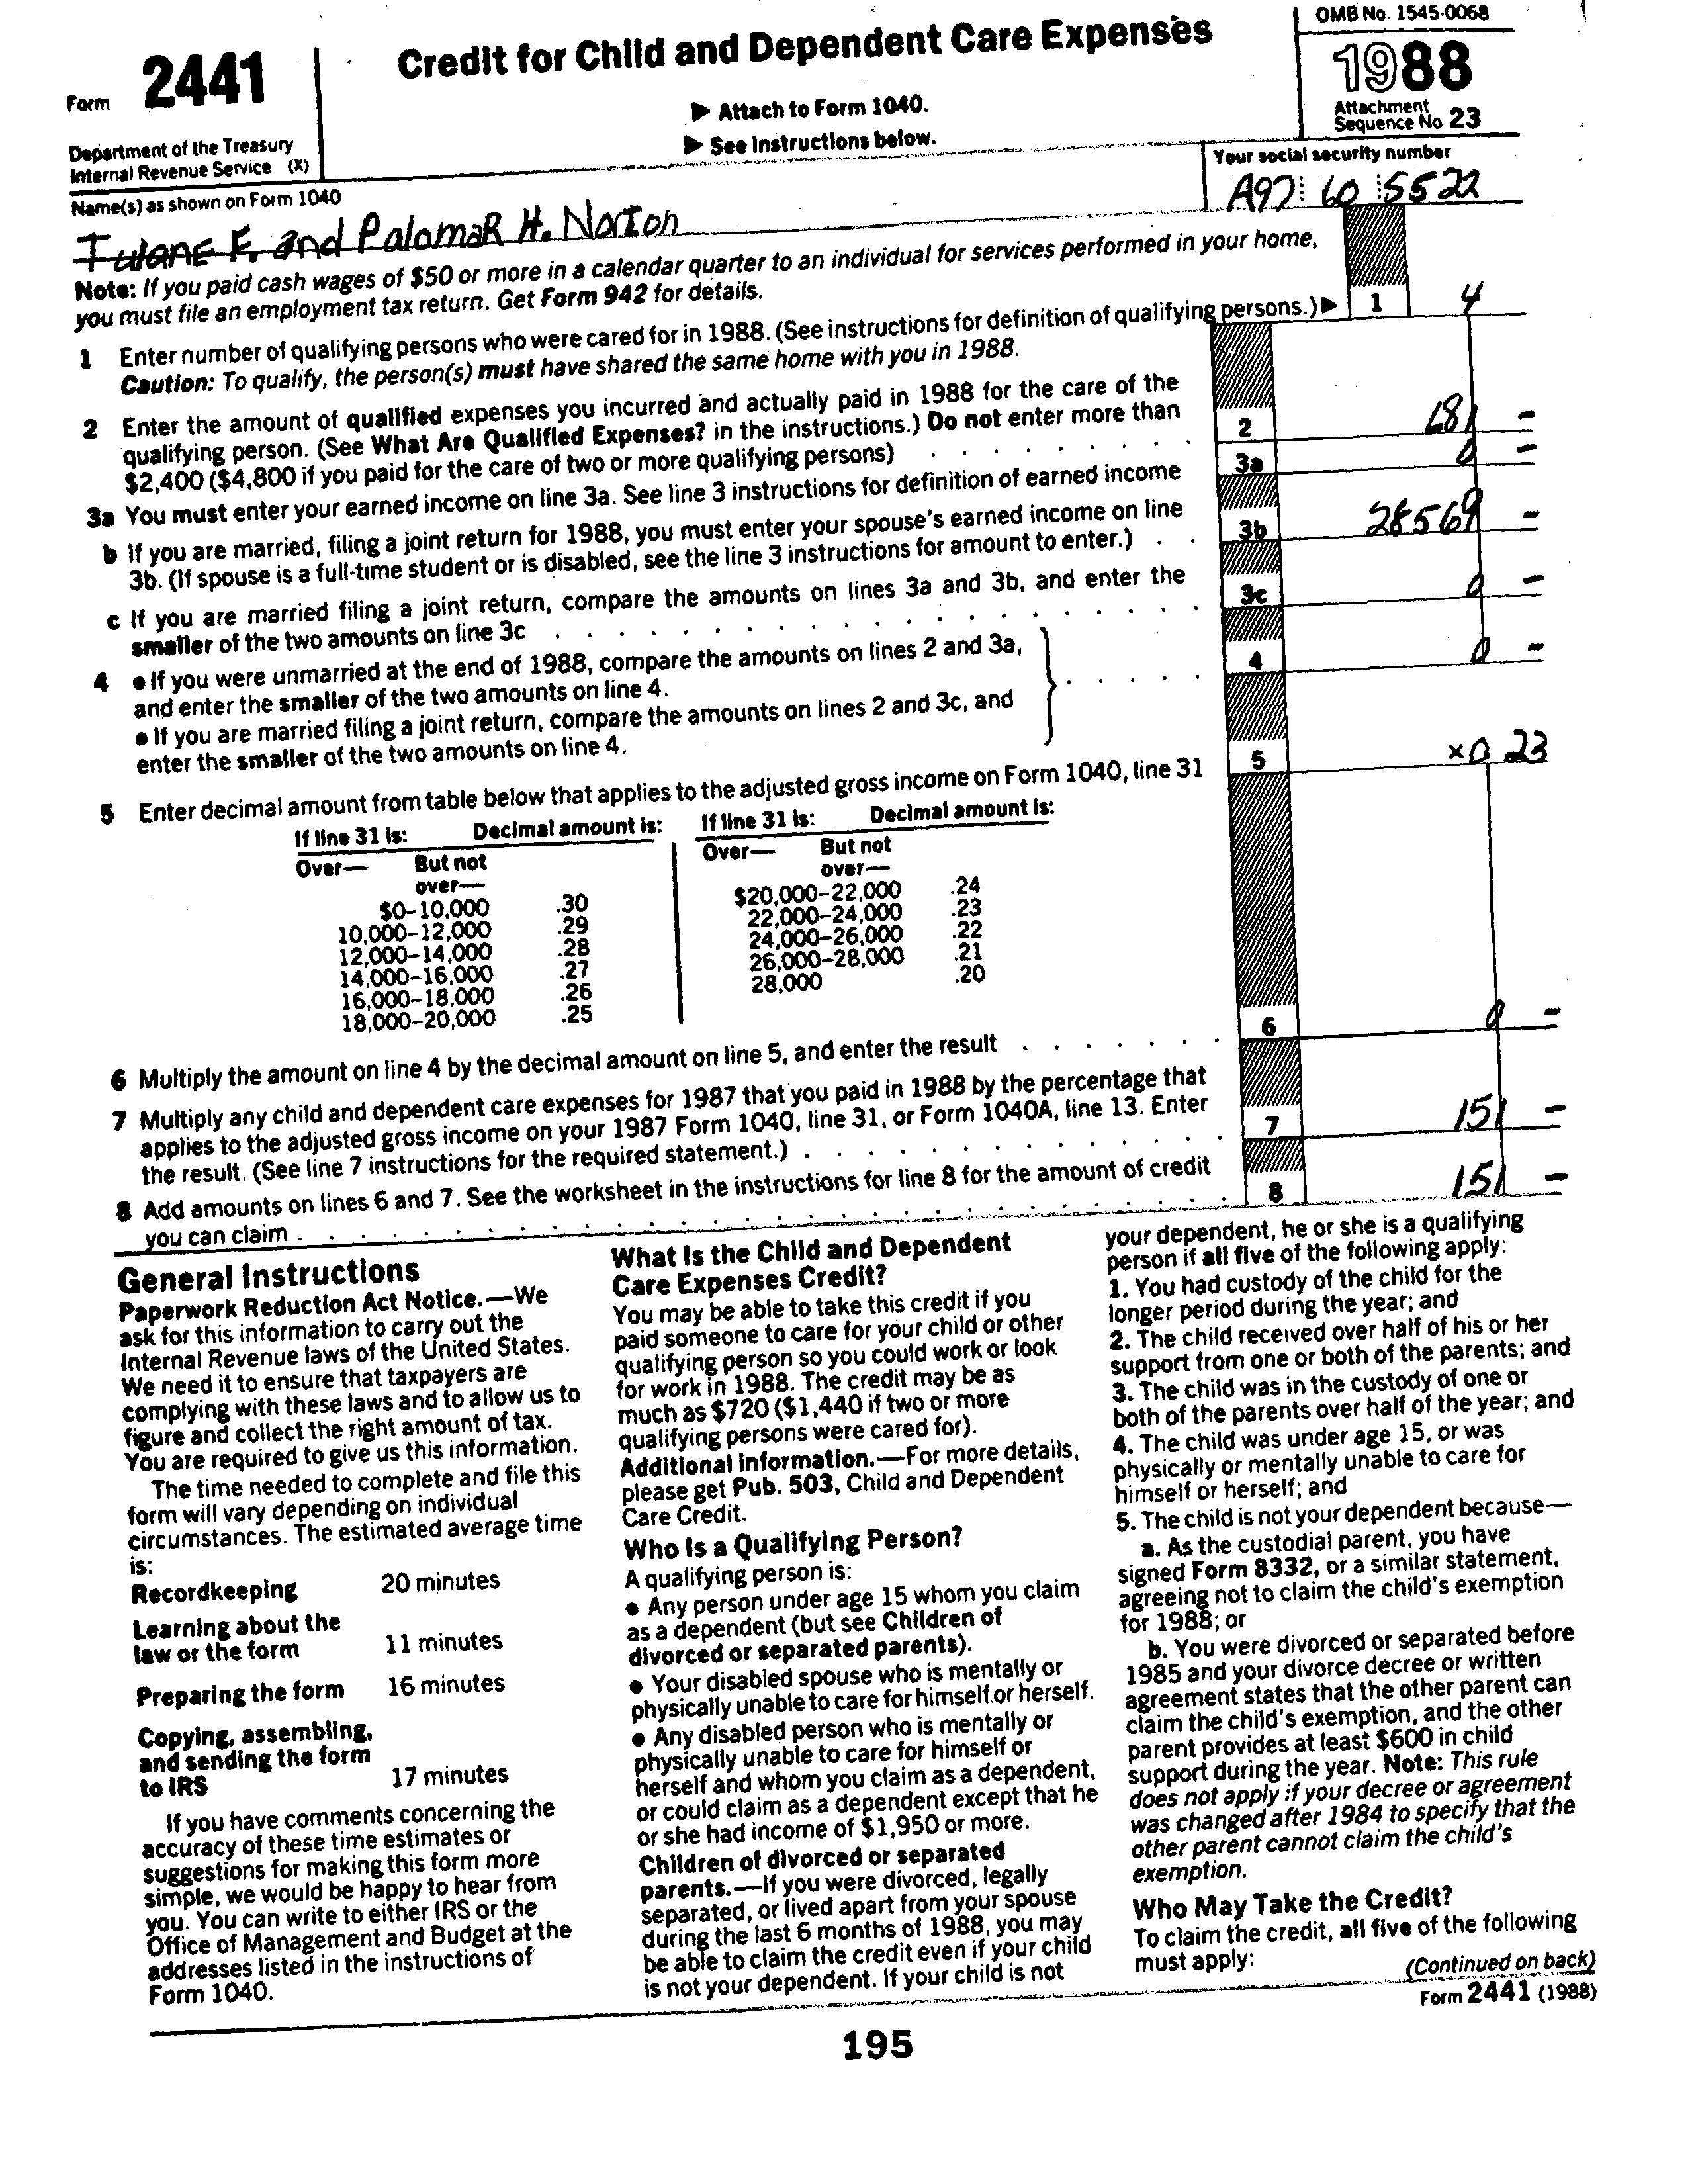 Form 2441
Department of the Treasury
Internal Revenue Service (X)
Credit for Child and Dependent Care Expenses
▶ Attach to Form 1040.
▶ See Instructions below.
OMB No. 1545-0068
1988
Attachment
Sequence No 23
Name(s) as shown on Form 1040
Tulane F. and Palomar H. Norton
Your social security number
A97 60 5522
Note: If you paid cash wages of $50 or more in a calendar quarter to an individual for services performed in your home,
you must file an employment tax return. Get Form 942 for details.
1 Enter number of qualifying persons who were cared for in 1988. (See instructions for definition of qualifying persons.) ▶ 1 4
Caution: To qualify, the person(s) must have shared the same home with you in 1988.
2 Enter the amount of qualified expenses you incurred and actually paid in 1988 for the care of the
qualifying person. (See What Are Qualified Expenses? in the instructions.) Do not enter more than
$2,400 ($4,800 if you paid for the care of two or more qualifying persons) 2 181 –
3a You must enter your earned income on line 3a. See line 3 instructions for definition of earned income 3a 0 –
b If you are married, filing a joint return for 1988, you must enter your spouse's earned income on line
3b. (If spouse is a full-time student or is disabled, see the line 3 instructions for amount to enter.) 3b 28569 –
c If you are married filing a joint return, compare the amounts on lines 3a and 3b, and enter the
smaller of the two amounts on line 3c 3c 0 –
4 ● If you were unmarried at the end of 1988, compare the amounts on lines 2 and 3a,
and enter the smaller of the two amounts on line 4.
● If you are married filing a joint return, compare the amounts on lines 2 and 3c, and
enter the smaller of the two amounts on line 4. 4 0 –
5 Enter decimal amount from table below that applies to the adjusted gross income on Form 1040, line 31 5 ×0 23
If line 31 is: Decimal amount is: If line 31 is: Decimal amount is:
Over— But not over— Over— But not over—
$0–10,000 .30 $20,000–22,000 .24
10,000–12,000 .29 22,000–24,000 .23
12,000–14,000 .28 24,000–26,000 .22
14,000–16,000 .27 26,000–28,000 .21
16,000–18,000 .26 28,000 .20
18,000–20,000 .25
6 Multiply the amount on line 4 by the decimal amount on line 5, and enter the result 6 0 –
7 Multiply any child and dependent care expenses for 1987 that you paid in 1988 by the percentage that
applies to the adjusted gross income on your 1987 Form 1040, line 31, or Form 1040A, line 13. Enter
the result. (See line 7 instructions for the required statement.) 7 151 –
8 Add amounts on lines 6 and 7. See the worksheet in the instructions for line 8 for the amount of credit
you can claim 8 151 –
General Instructions
Paperwork Reduction Act Notice.—We
ask for this information to carry out the
Internal Revenue laws of the United States.
We need it to ensure that taxpayers are
complying with these laws and to allow us to
figure and collect the right amount of tax.
You are required to give us this information.
The time needed to complete and file this
form will vary depending on individual
circumstances. The estimated average time
is:
Recordkeeping 20 minutes
Learning about the
law or the form 11 minutes
Preparing the form 16 minutes
Copying, assembling,
and sending the form
to IRS 17 minutes
If you have comments concerning the
accuracy of these time estimates or
suggestions for making this form more
simple, we would be happy to hear from
you. You can write to either IRS or the
Office of Management and Budget at the
addresses listed in the instructions of
Form 1040.
What Is the Child and Dependent
Care Expenses Credit?
You may be able to take this credit if you
paid someone to care for your child or other
qualifying person so you could work or look
for work in 1988. The credit may be as
much as $720 ($1,440 if two or more
qualifying persons were cared for).
Additional Information.—For more details,
please get Pub. 503, Child and Dependent
Care Credit.
Who Is a Qualifying Person?
A qualifying person is:
● Any person under age 15 whom you claim
as a dependent (but see Children of
divorced or separated parents).
● Your disabled spouse who is mentally or
physically unable to care for himself or herself.
● Any disabled person who is mentally or
physically unable to care for himself or
herself and whom you claim as a dependent,
or could claim as a dependent except that he
or she had income of $1,950 or more.
Children of divorced or separated
parents.—If you were divorced, legally
separated, or lived apart from your spouse
during the last 6 months of 1988, you may
be able to claim the credit even if your child
is not your dependent. If your child is not
your dependent, he or she is a qualifying
person if all five of the following apply:
1. You had custody of the child for the
longer period during the year; and
2. The child received over half of his or her
support from one or both of the parents; and
3. The child was in the custody of one or
both of the parents over half of the year; and
4. The child was under age 15, or was
physically or mentally unable to care for
himself or herself; and
5. The child is not your dependent because—
a. As the custodial parent, you have
signed Form 8332, or a similar statement,
agreeing not to claim the child's exemption
for 1988; or
b. You were divorced or separated before
1985 and your divorce decree or written
agreement states that the other parent can
claim the child's exemption, and the other
parent provides at least $600 in child
support during the year. Note: This rule
does not apply if your decree or agreement
was changed after 1984 to specify that the
other parent cannot claim the child's
exemption.
Who May Take the Credit?
To claim the credit, all five of the following
must apply:
(Continued on back)
Form 2441 (1988)
195